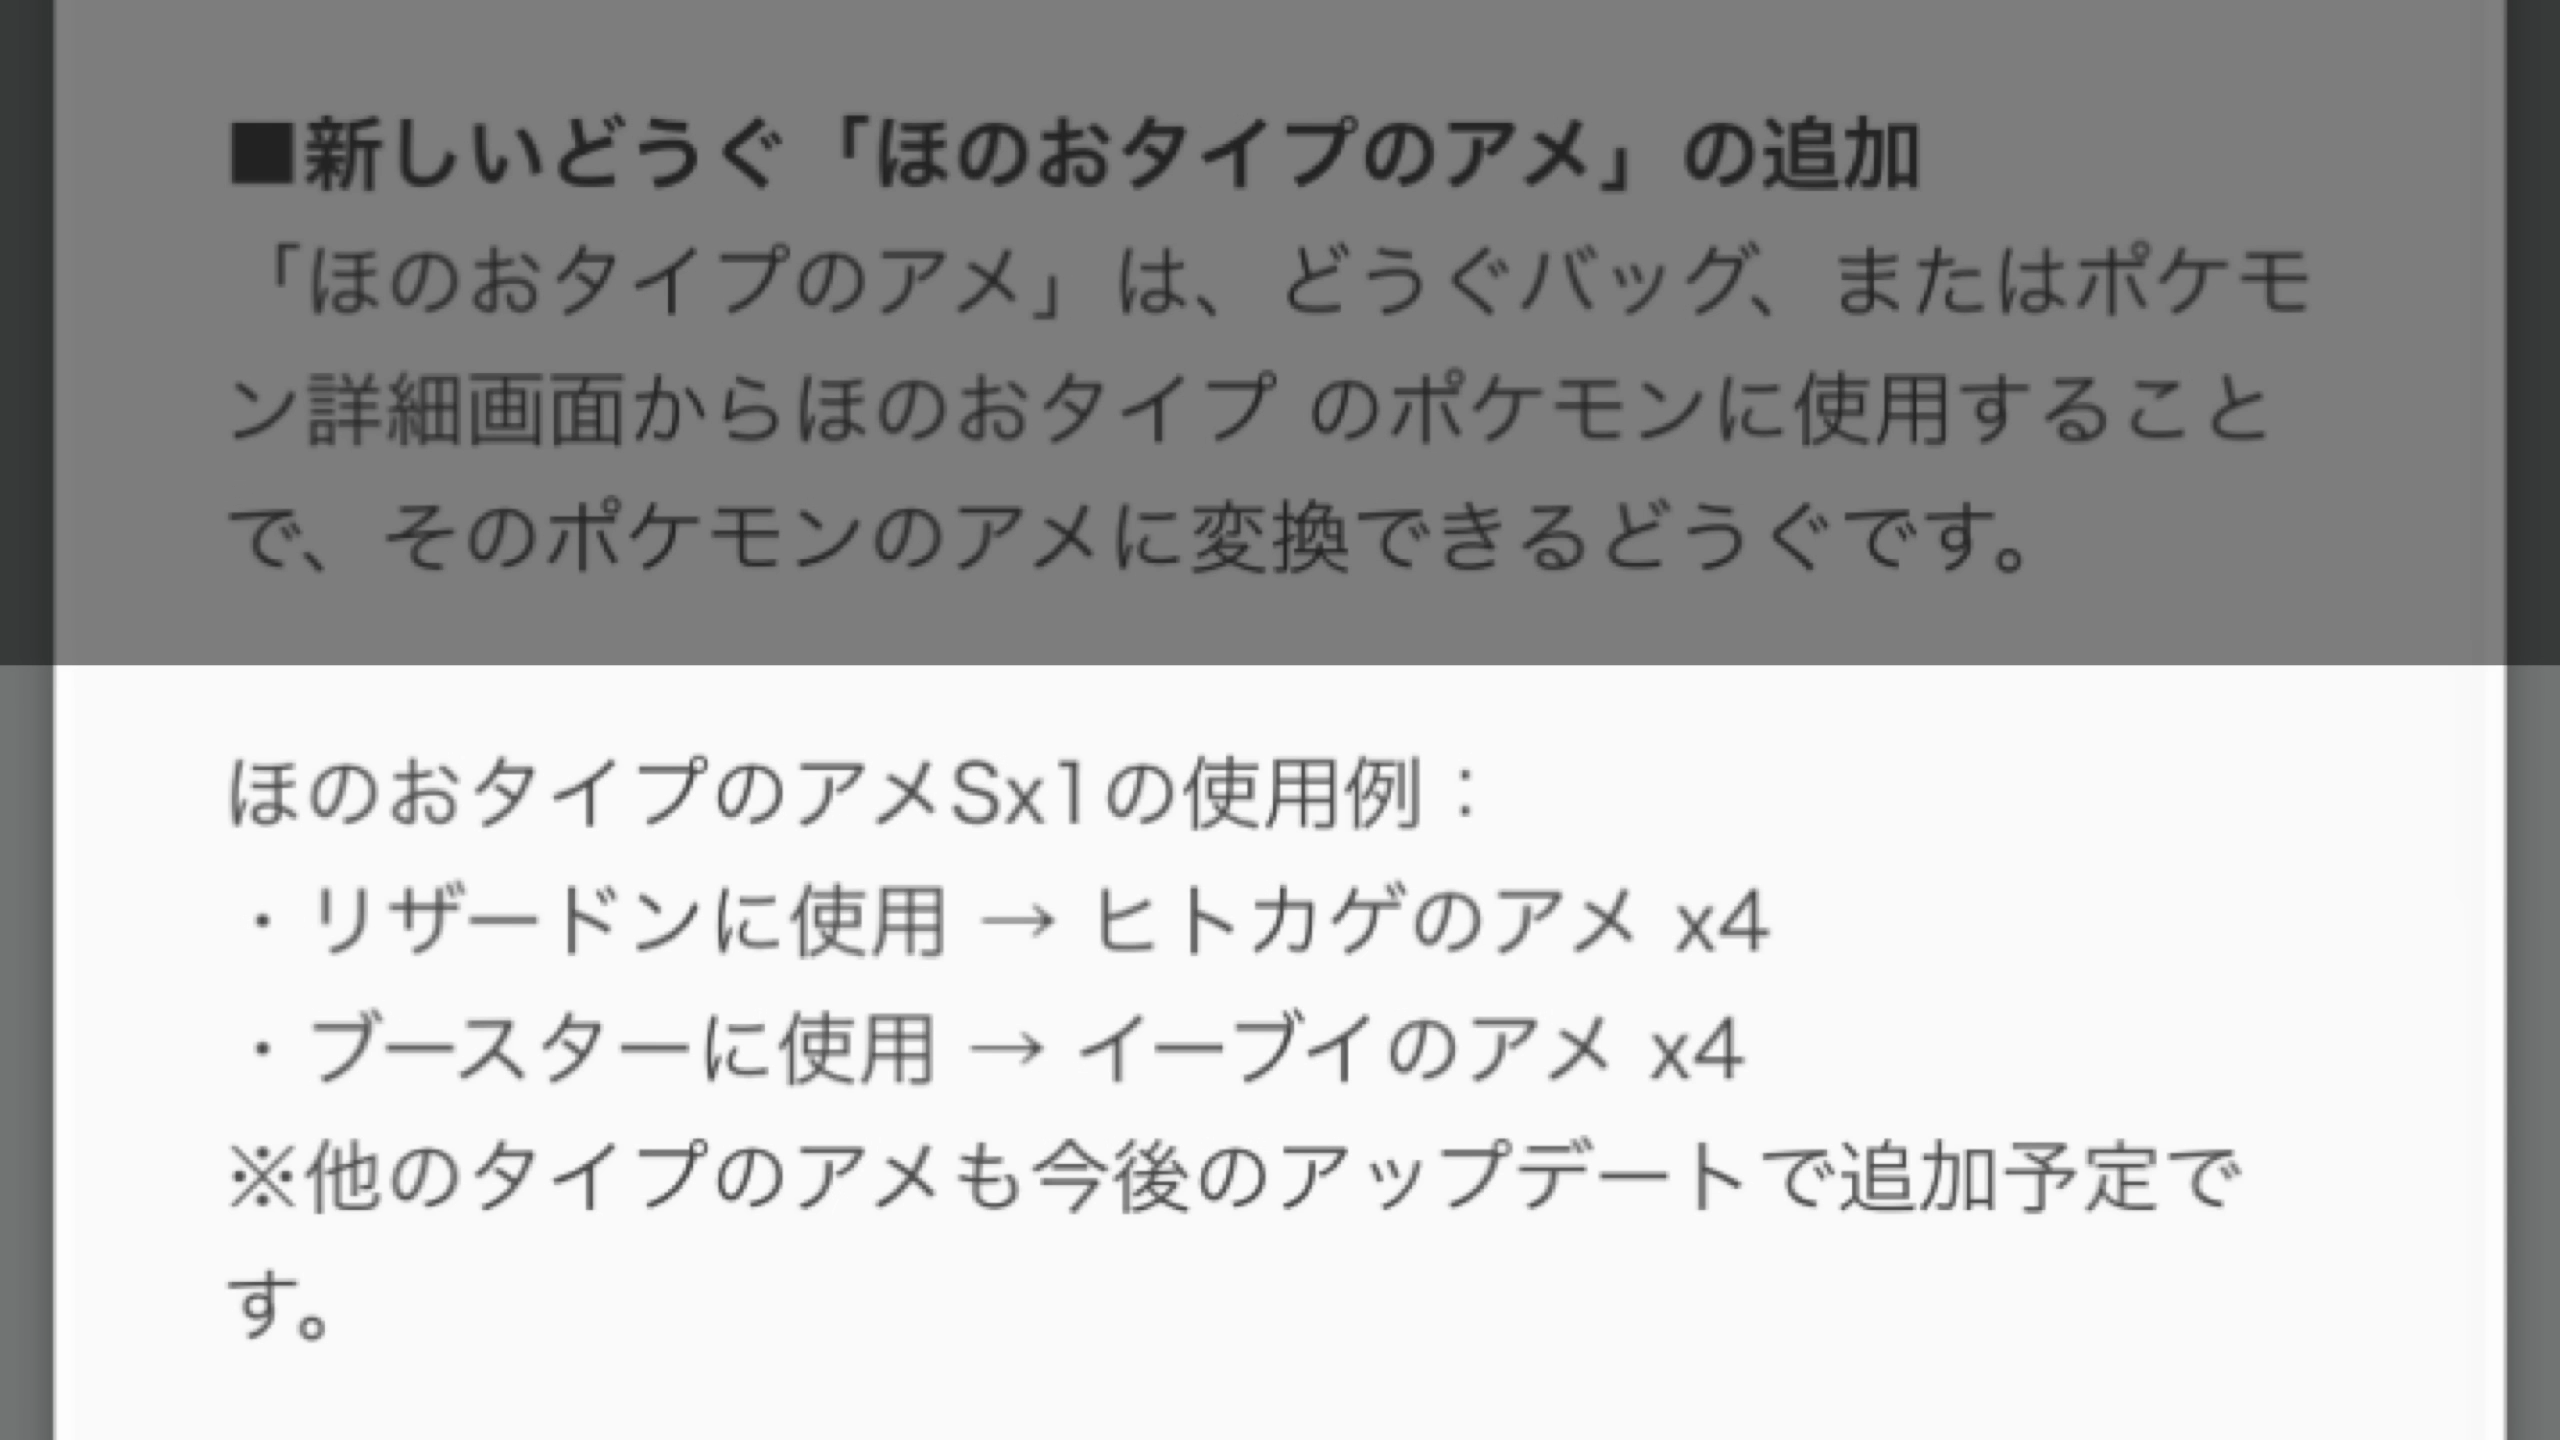 ■新しいどうぐ「ほのおタイプのアメ」の追加
「ほのおタイプのアメ」は、どうぐバッグ、またはポケモ
ン詳細画面からほのおタイプ のポケモンに使用すること
で、そのポケモンのアメに変換できるどうぐです。
ほのおタイプのアメSx1の使用例：
・リザードンに使用 → ヒトカゲのアメ x4
・ブースターに使用 → イーブイのアメ x4
※他のタイプのアメも今後のアップデートで追加予定で
す。